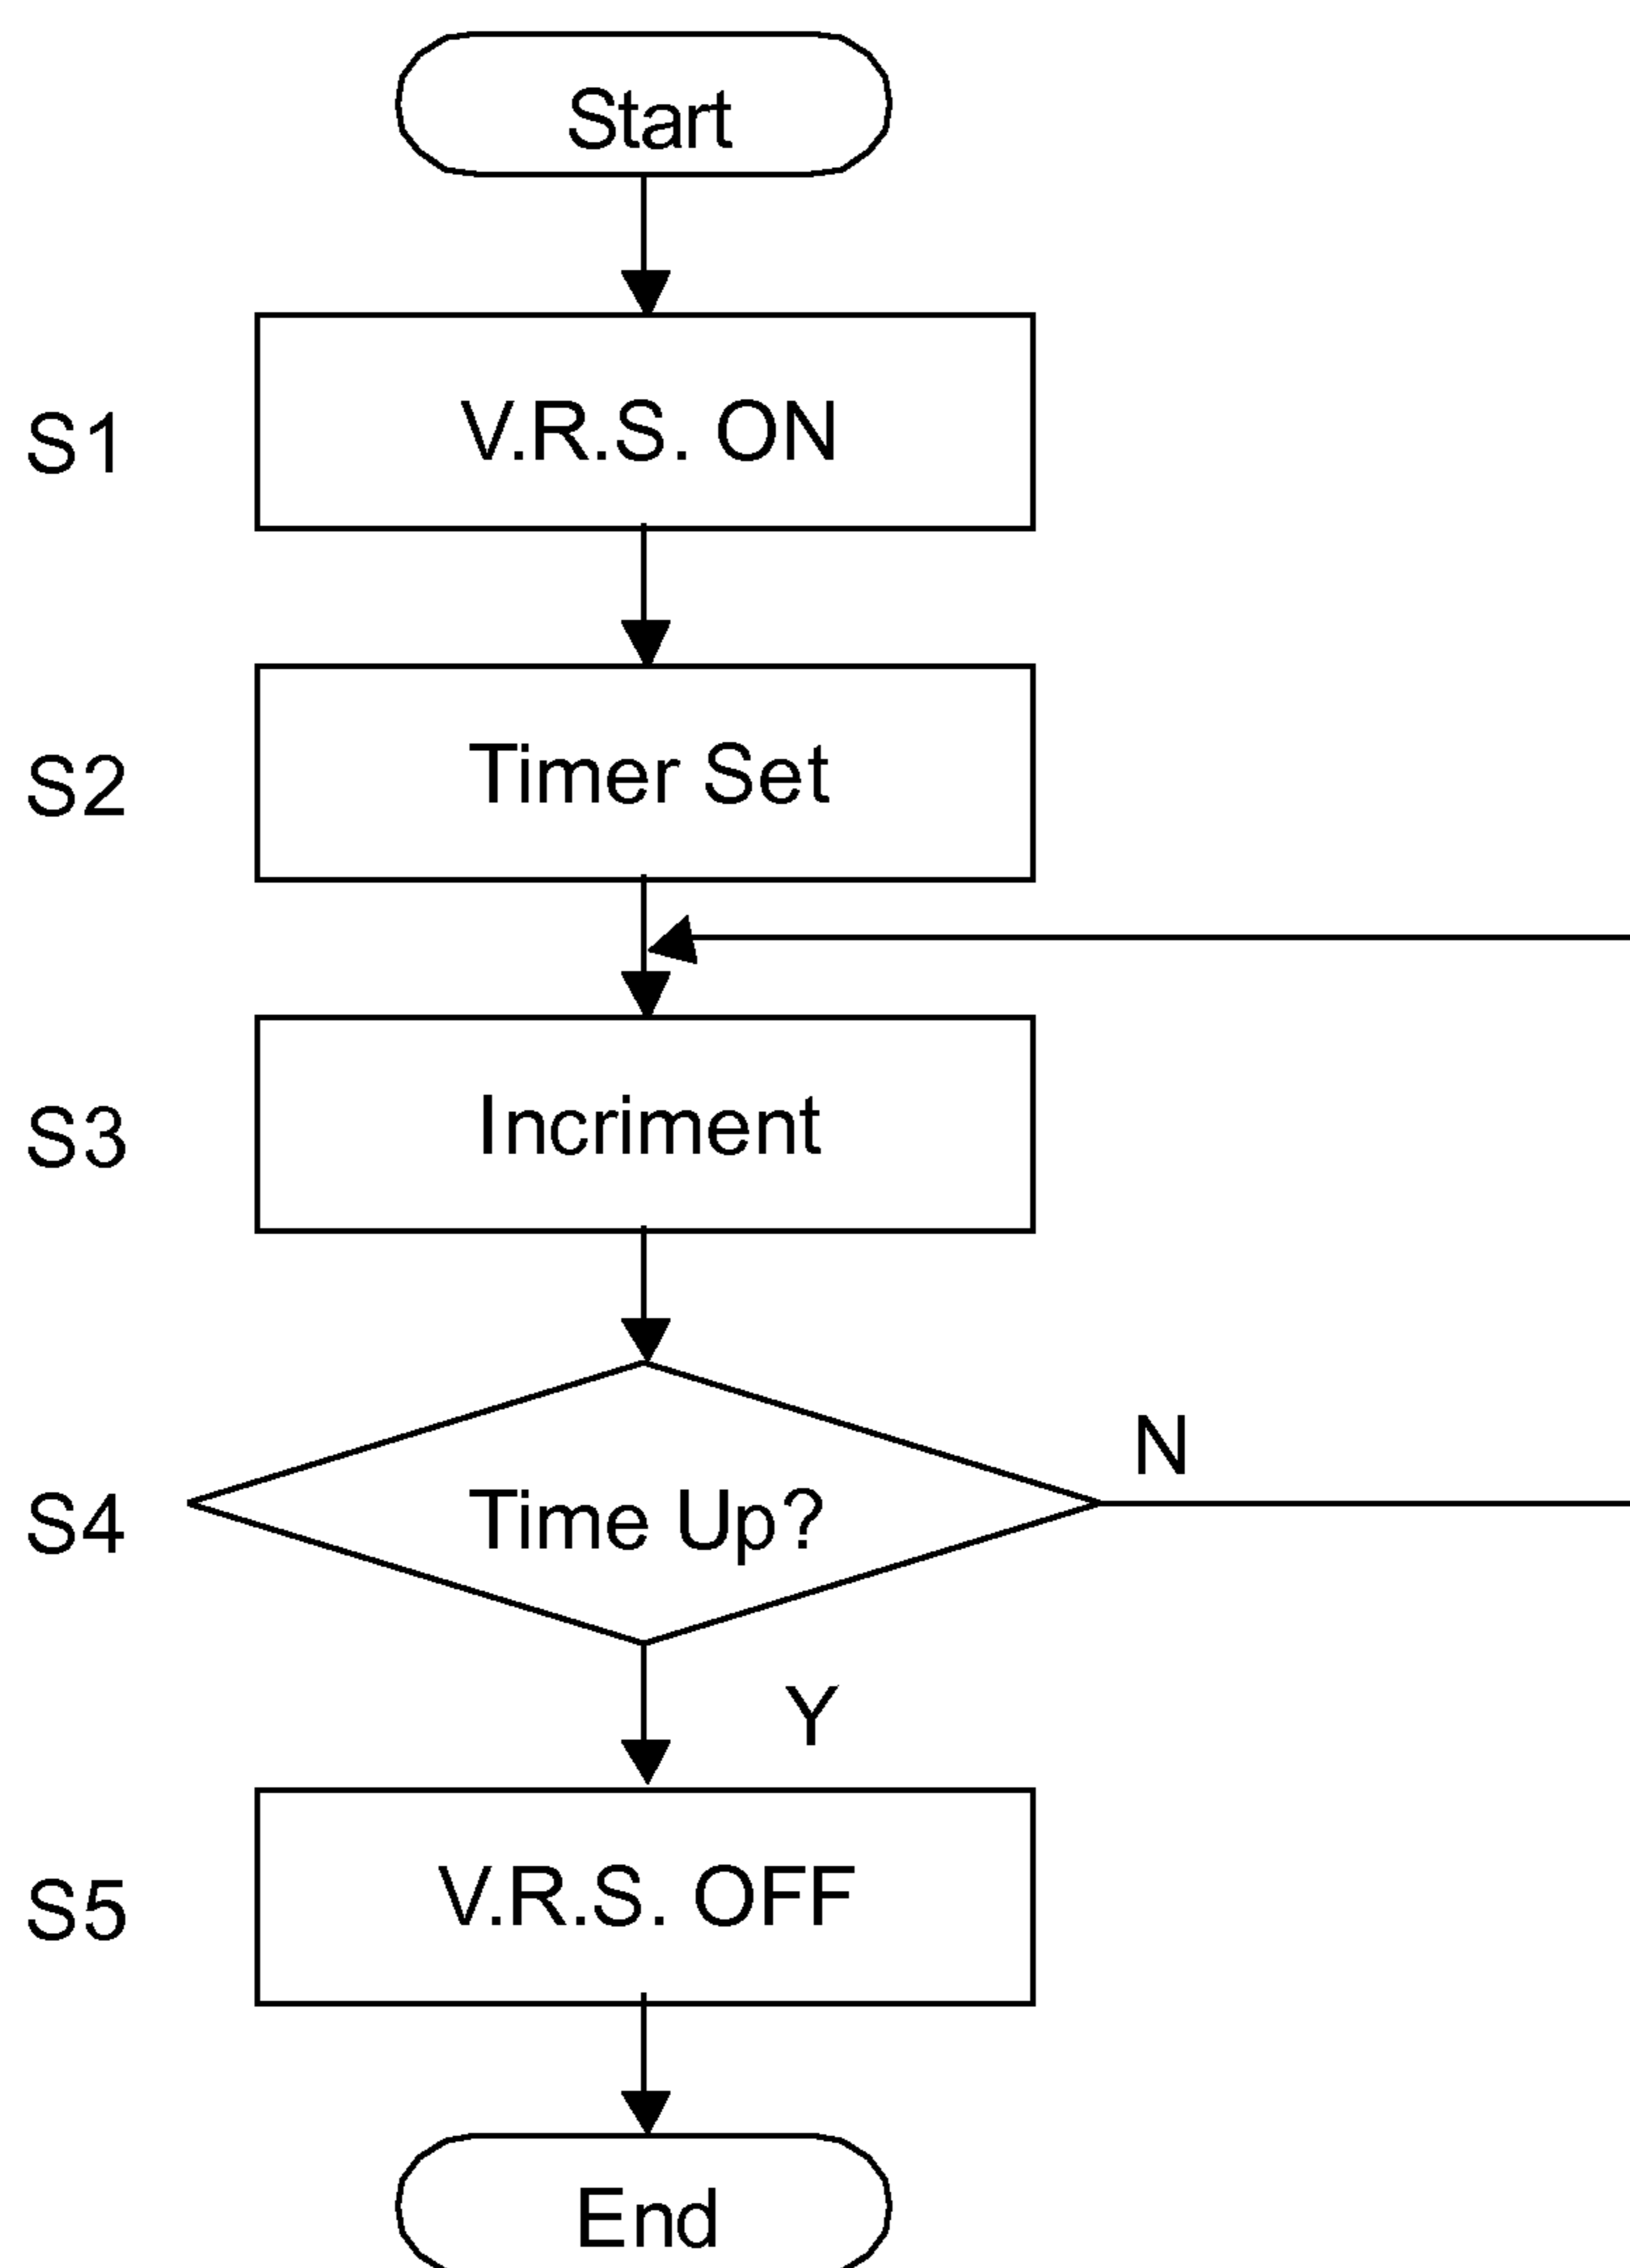 Start
S1
V.R.S. ON
S2
Timer Set
S3
Incriment
S4
Time Up?
N
Y
S5
V.R.S. OFF
End